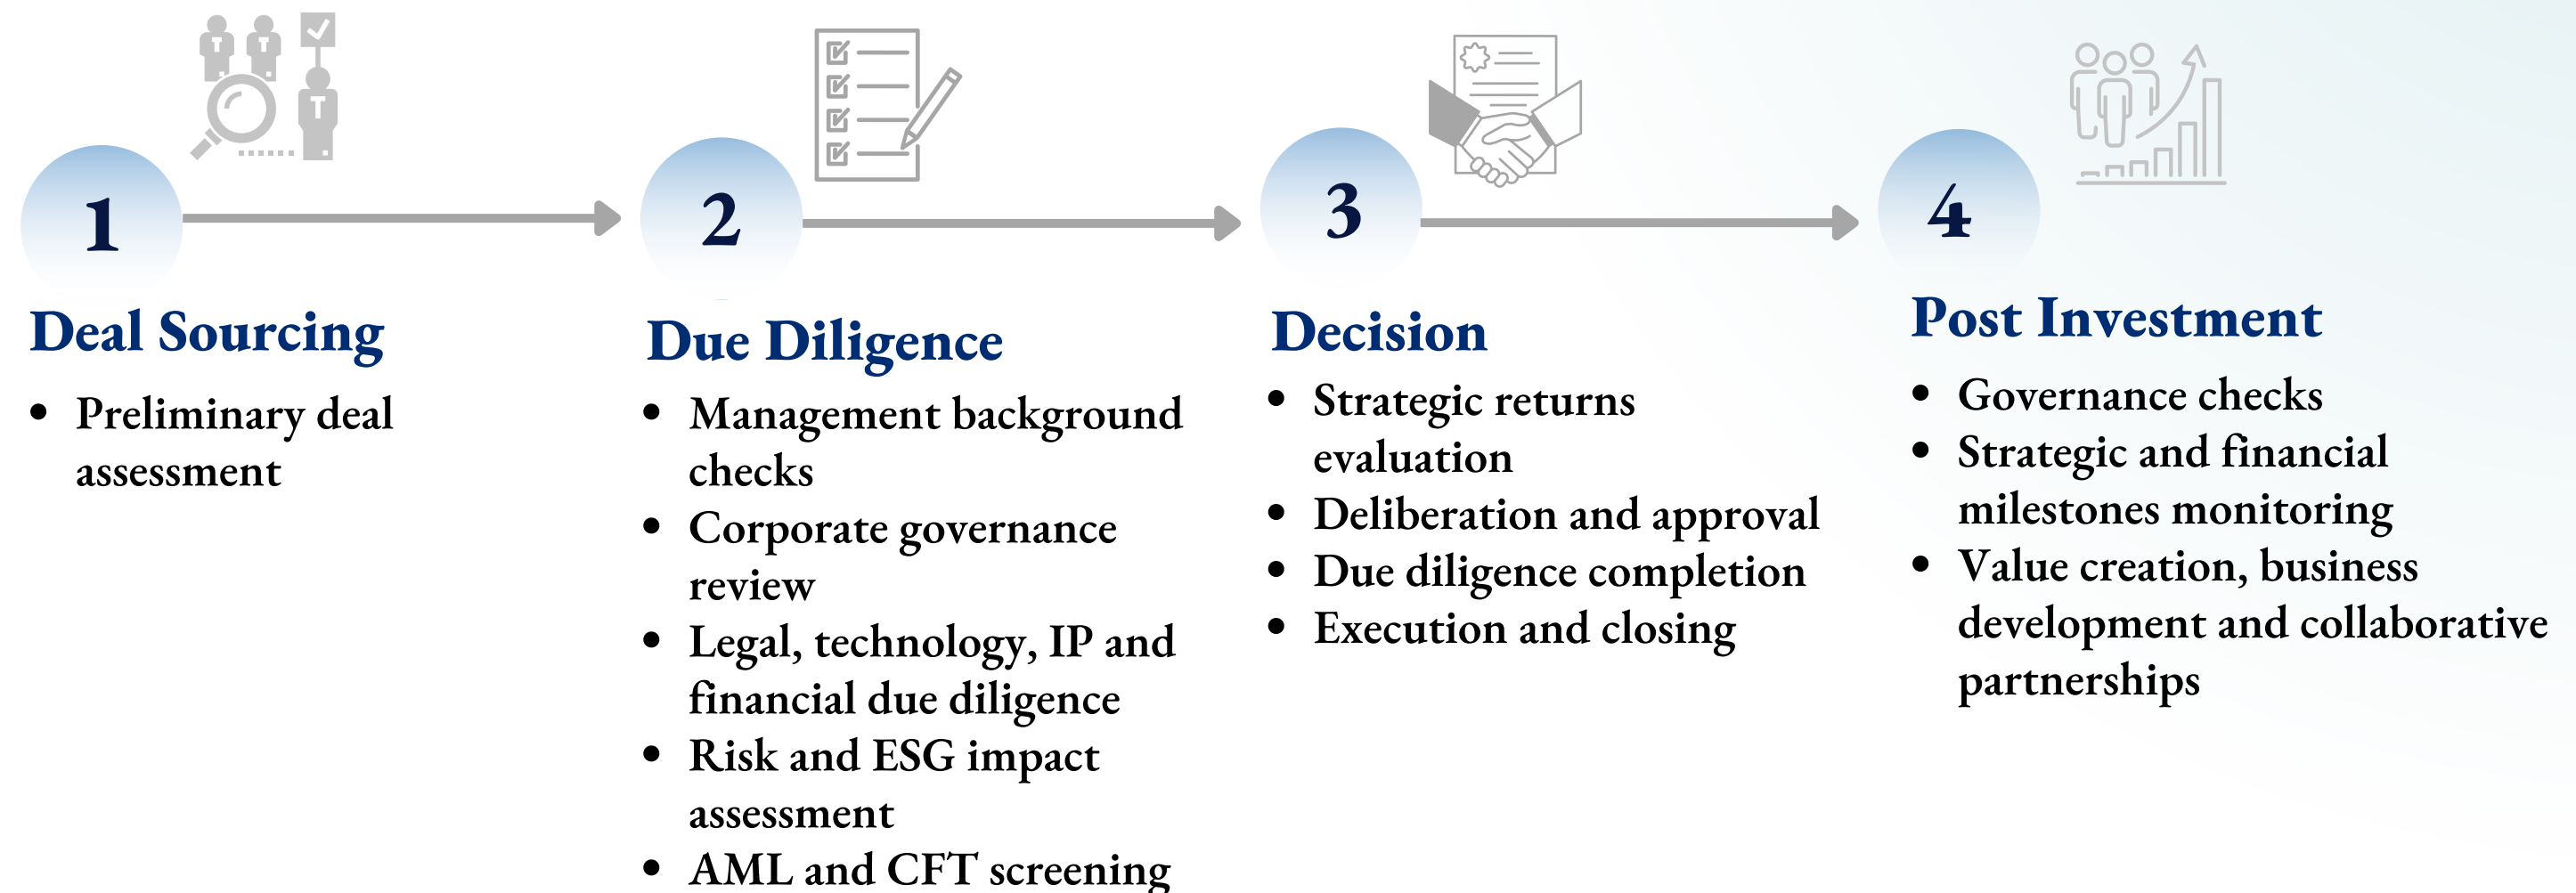 1
Deal Sourcing
• Preliminary deal
assessment
2
Due Diligence
• Management background
checks
• Corporate governance
review
• Legal, technology, IP and
financial due diligence
• Risk and ESG impact
assessment
• AML and CFT screening
3
Decision
• Strategic returns
evaluation
• Deliberation and approval
• Due diligence completion
• Execution and closing
4
Post Investment
• Governance checks
• Strategic and financial
milestones monitoring
• Value creation, business
development and collaborative
partnerships